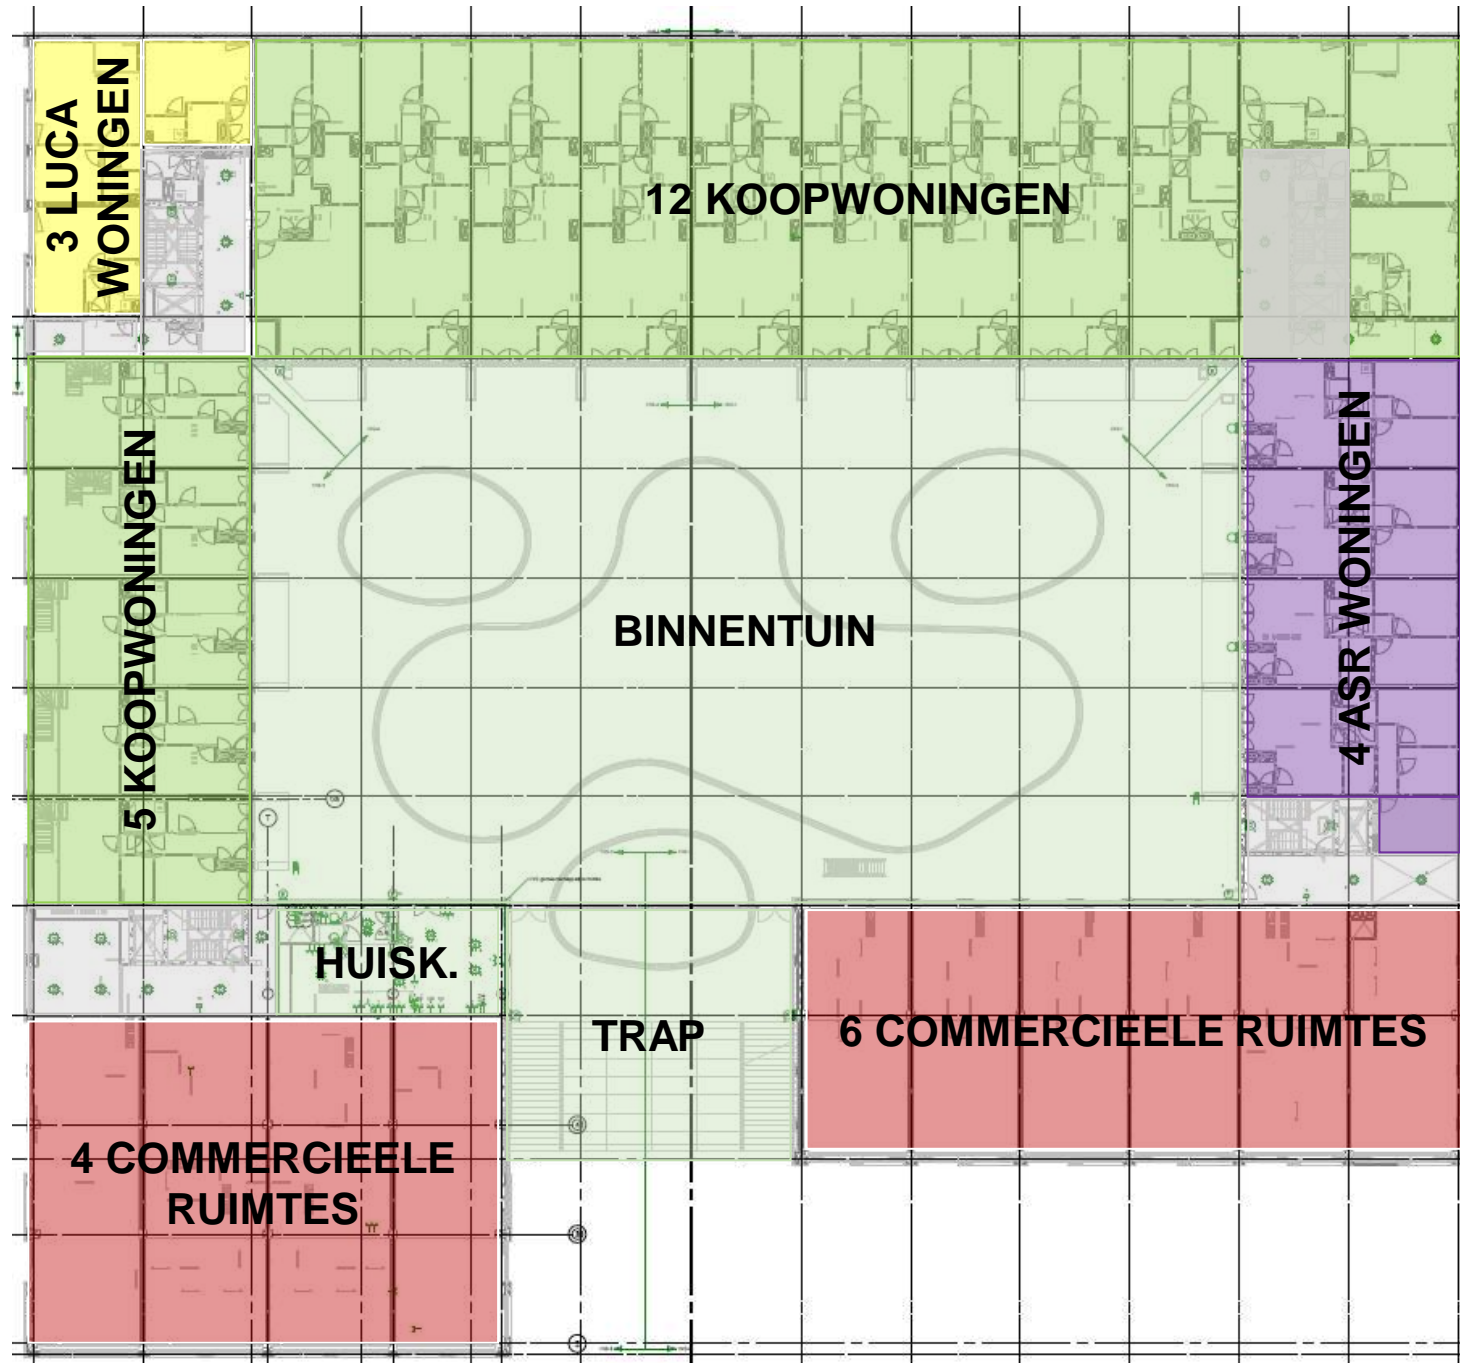 3 LUCA
WONINGEN
12 KOOPWONINGEN
5 KOOPWONINGEN
4 ASR WONINGEN
BINNENTUIN
HUISK.
TRAP
6 COMMERCIEELE RUIMTES
4 COMMERCIEELE
RUIMTES